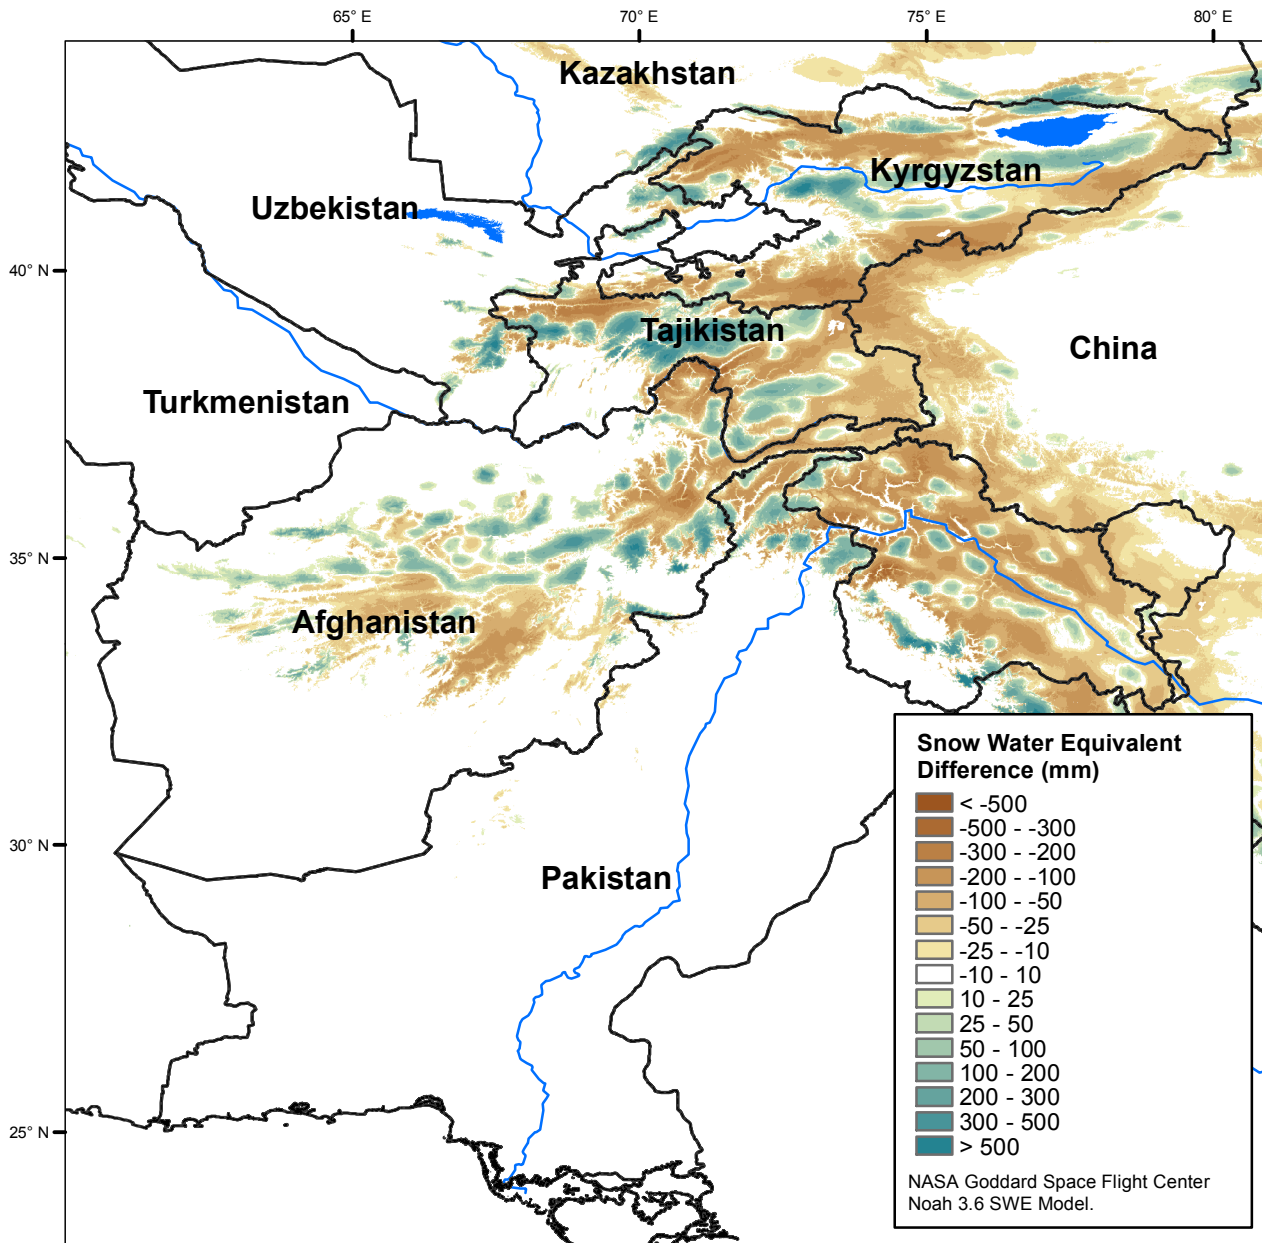 65° E
70° E
75° E
80° E
Kazakhstan
Kyrgyzstan
Uzbekistan
40° N
Tajikistan
China
Turkmenistan
35° N
Afghanistan
30° N
Pakistan
25° N
Snow Water Equivalent
Difference (mm)
< -500
-500 - -300
-300 - -200
-200 - -100
-100 - -50
-50 - -25
-25 - -10
-10 - 10
10 - 25
25 - 50
50 - 100
100 - 200
200 - 300
300 - 500
> 500
NASA Goddard Space Flight Center
Noah 3.6 SWE Model.